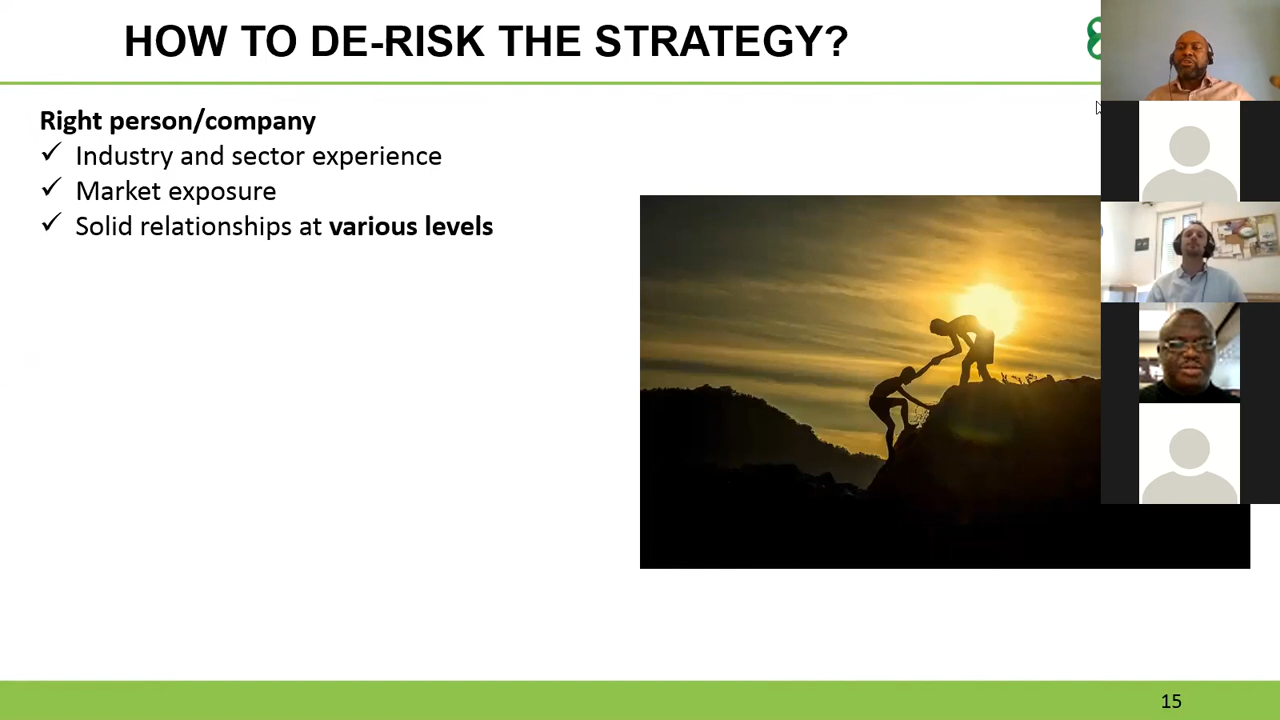 HOW TO DE-RISK THE STRATEGY?
Right person/company
✓ Industry and sector experience
✓ Market exposure
✓ Solid relationships at various levels
15